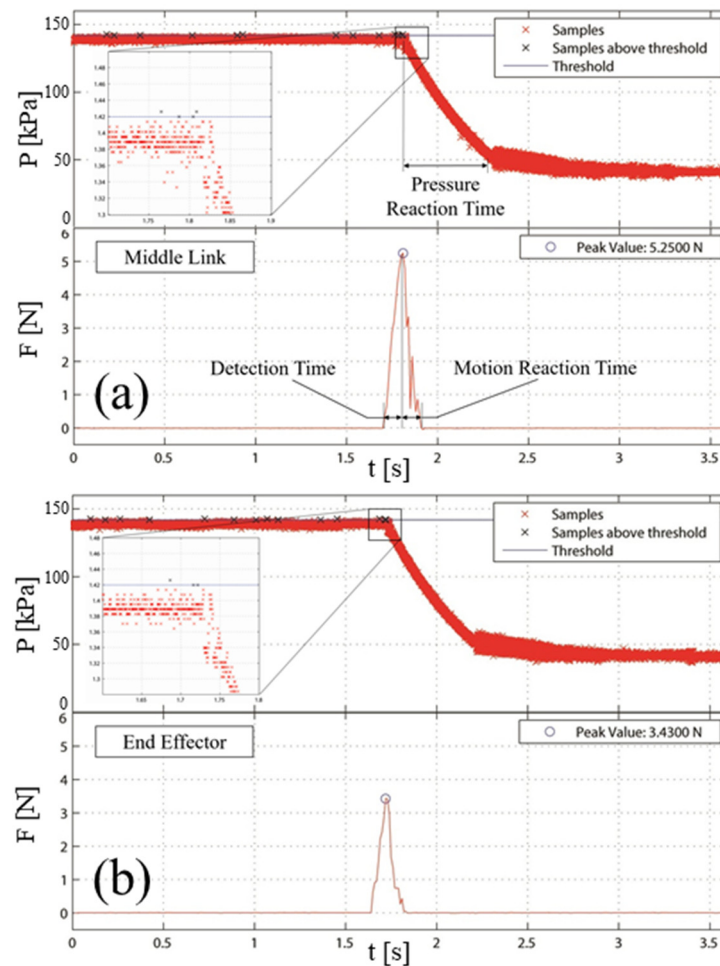 150
100
50
0
P [kPa]
Samples
Samples above threshold
Threshold
1.48
1.46
1.44
1.42
1.4
1.38
1.36
1.34
1.32
1.3
1.75
1.8
1.85
1.9
Pressure
Reaction Time
6
5
4
3
2
1
0
F [N]
Middle Link
Peak Value: 5.2500 N
Detection Time
Motion Reaction Time
(a)
0 0.5 1 1.5 2 2.5 3 3.5
t [s]
150
100
50
0
P [kPa]
Samples
Samples above threshold
Threshold
1.48
1.46
1.44
1.42
1.4
1.38
1.36
1.34
1.32
1.65
1.7
1.75
1.8
6
5
4
3
2
1
0
F [N]
End Effector
Peak Value: 3.4300 N
(b)
0 0.5 1 1.5 2 2.5 3 3.5
t [s]